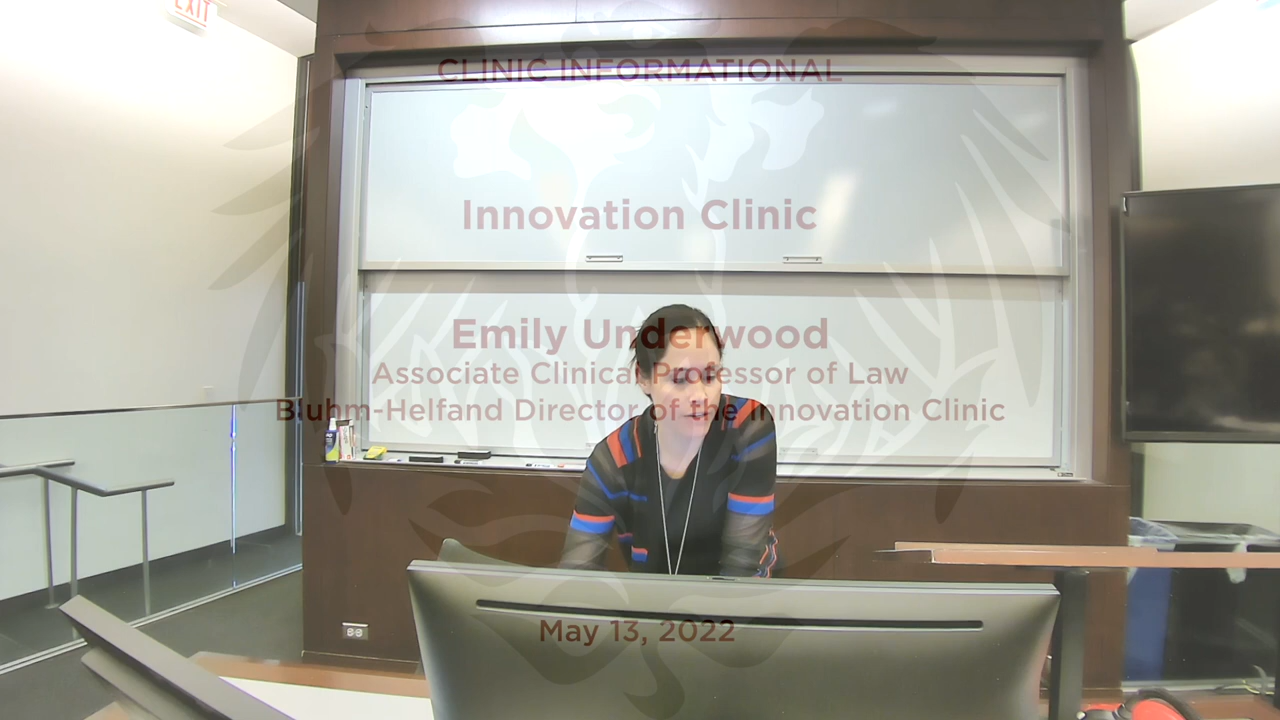 EXIT
CLINIC INFORMATIONAL
Innovation Clinic
Emily Underwood
Associate Clinical Professor of Law
Bluhm-Helfand Director of the Innovation Clinic
May 13, 2022